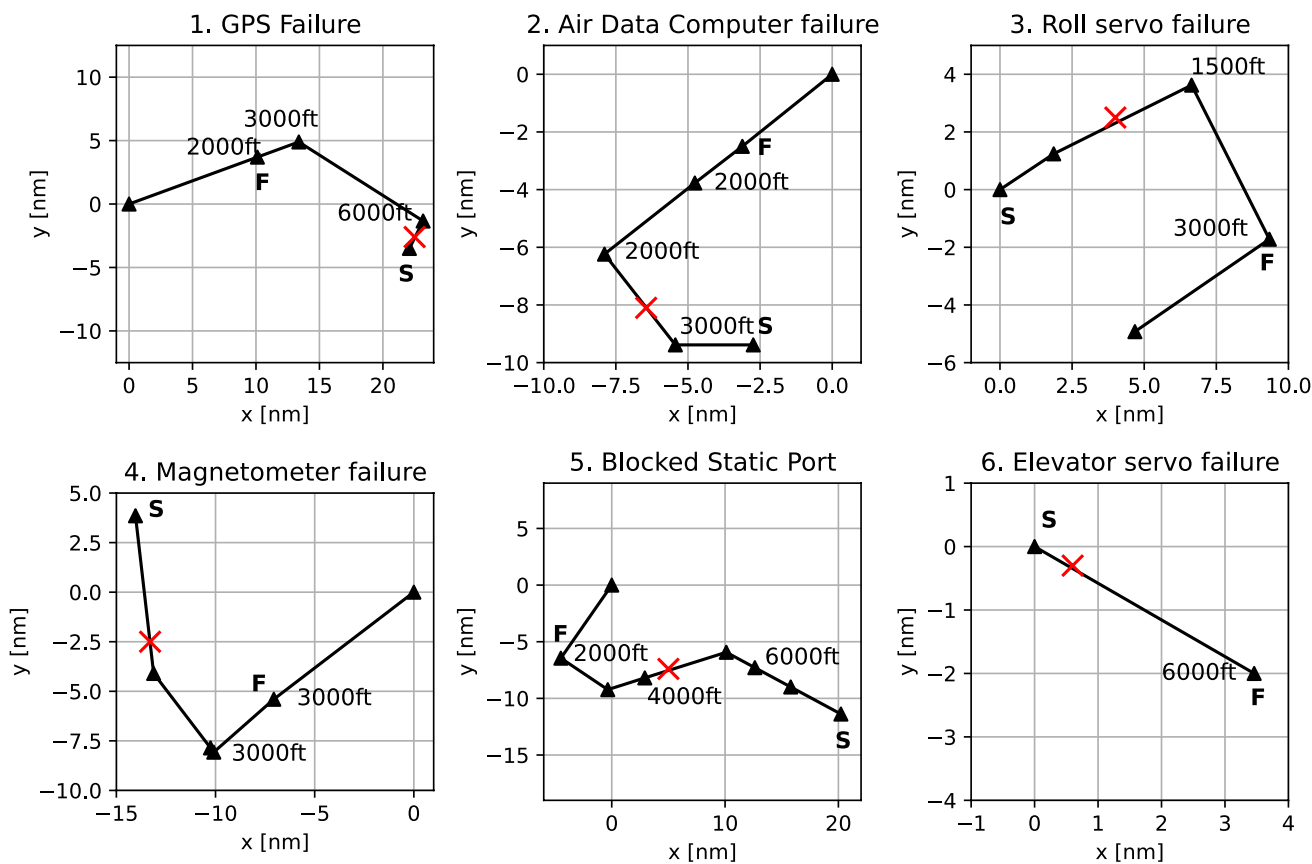 1. GPS Failure
10
5
0
−5
−10
y [nm]
3000ft
2000ft
F
6000ft
S
0
5
10
15
20
x [nm]
2. Air Data Computer failure
0
−2
−4
−6
−8
−10
y [nm]
F
2000ft
2000ft
3000ft
S
−10.0
−7.5
−5.0
−2.5
0.0
x [nm]
3. Roll servo failure
4
2
0
−2
−4
−6
y [nm]
1500ft
S
3000ft
F
0.0
2.5
5.0
7.5
10.0
x [nm]
4. Magnetometer failure
5.0
2.5
0.0
−2.5
−5.0
−7.5
−10.0
y [nm]
S
F
3000ft
3000ft
−15
−10
−5
0
x [nm]
5. Blocked Static Port
5
0
−5
−10
−15
y [nm]
F
2000ft
6000ft
4000ft
S
0
10
20
x [nm]
6. Elevator servo failure
1
0
−1
−2
−3
−4
y [nm]
S
6000ft
F
−1
0
1
2
3
4
x [nm]